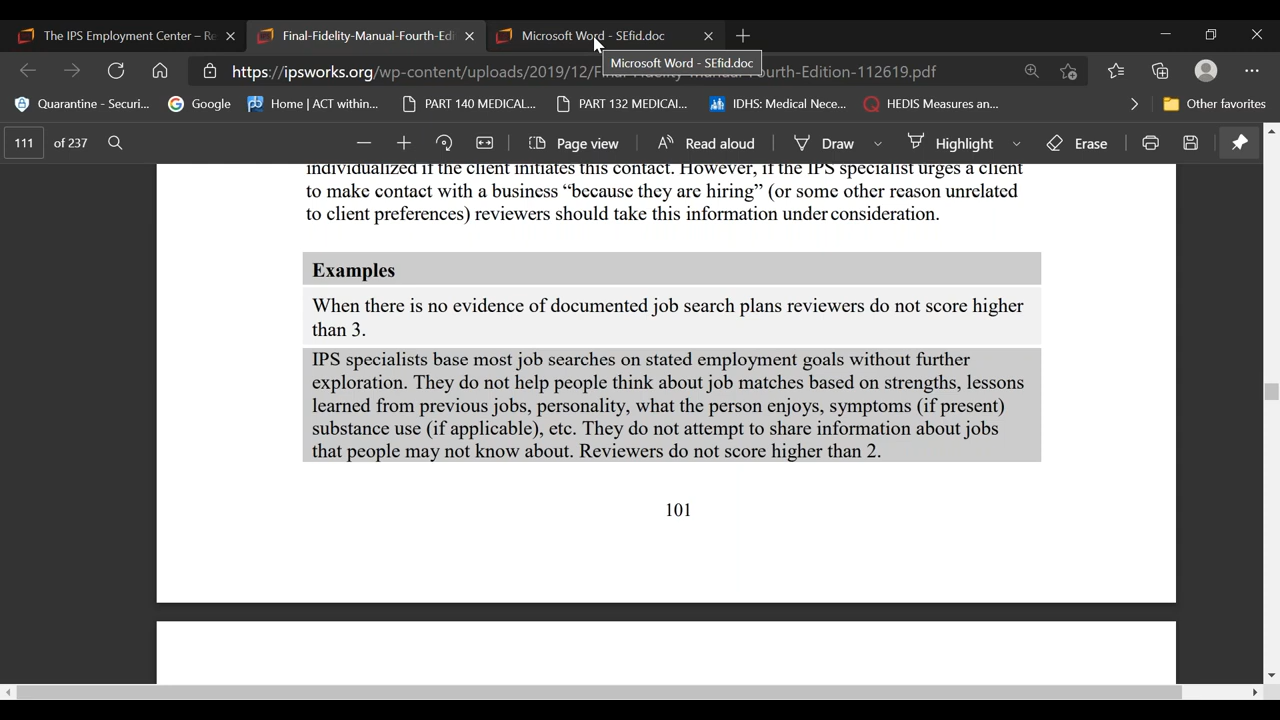 The IPS Employment Center – Re
Final-Fidelity-Manual-Fourth-Edi
Microsoft Word - SEfid.doc
Microsoft Word - SEfid.doc
https://ipsworks.org/wp-content/uploads/2019/12/Fi ourth-Edition-112619.pdf
Quarantine - Securi... Google Home | ACT within... PART 140 MEDICAL... PART 132 MEDICAI... IDHS: Medical Nece... HEDIS Measures an... Other favorites
111 of 237 Page view Read aloud Draw Highlight Erase
individualized if the client initiates this contact. However, if the IPS specialist urges a client
to make contact with a business “because they are hiring” (or some other reason unrelated
to client preferences) reviewers should take this information under consideration.
Examples
When there is no evidence of documented job search plans reviewers do not score higher
than 3.
IPS specialists base most job searches on stated employment goals without further
exploration. They do not help people think about job matches based on strengths, lessons
learned from previous jobs, personality, what the person enjoys, symptoms (if present)
substance use (if applicable), etc. They do not attempt to share information about jobs
that people may not know about. Reviewers do not score higher than 2.
101